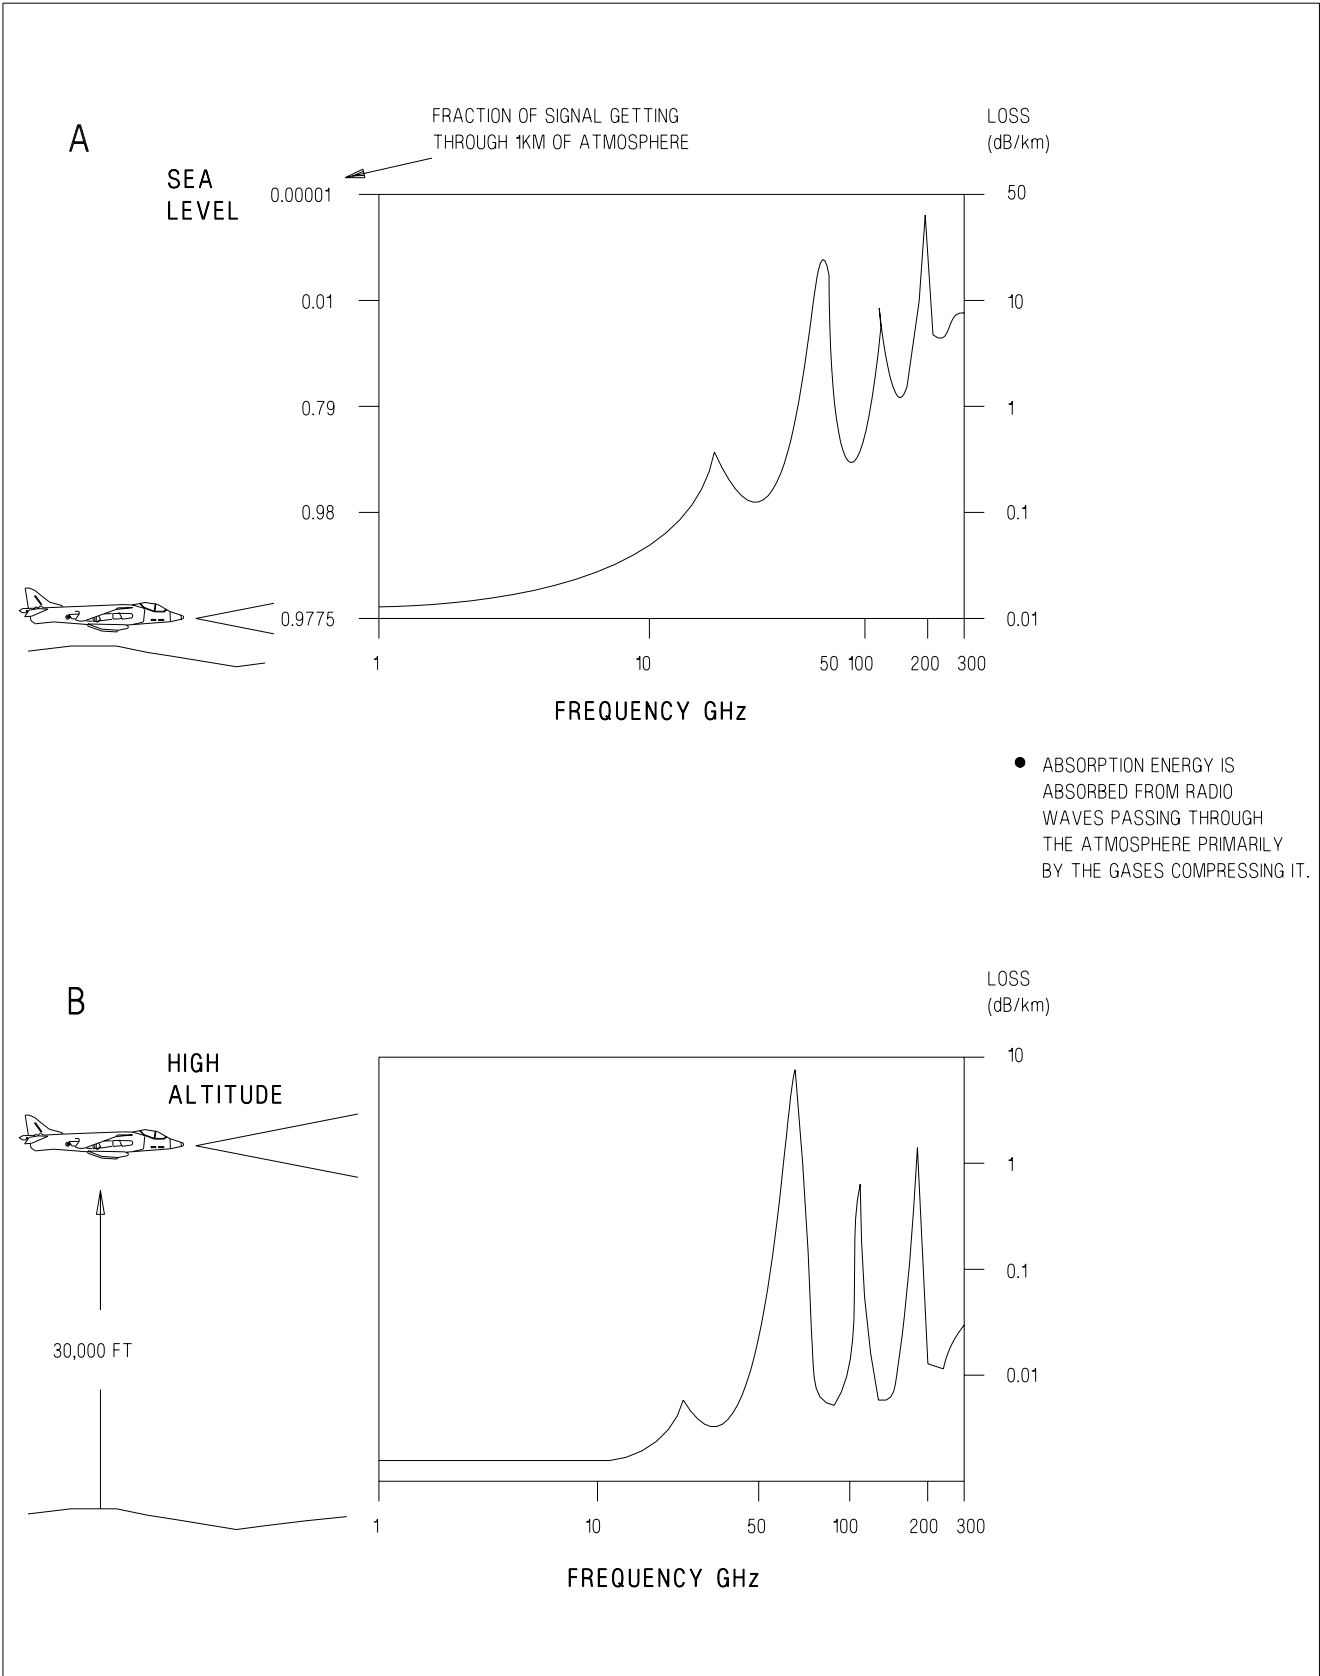 A
FRACTION OF SIGNAL GETTING
THROUGH 1KM OF ATMOSPHERE
LOSS
(dB/km)
SEA
LEVEL
0.00001
0.01
0.79
0.98
0.9775
50
10
1
0.1
0.01
1 10 50 100 200 300
FREQUENCY GHz
● ABSORPTION ENERGY IS
ABSORBED FROM RADIO
WAVES PASSING THROUGH
THE ATMOSPHERE PRIMARILY
BY THE GASES COMPRESSING IT.
B
LOSS
(dB/km)
HIGH
ALTITUDE
10
1
0.1
0.01
30,000 FT
1 10 50 100 200 300
FREQUENCY GHz